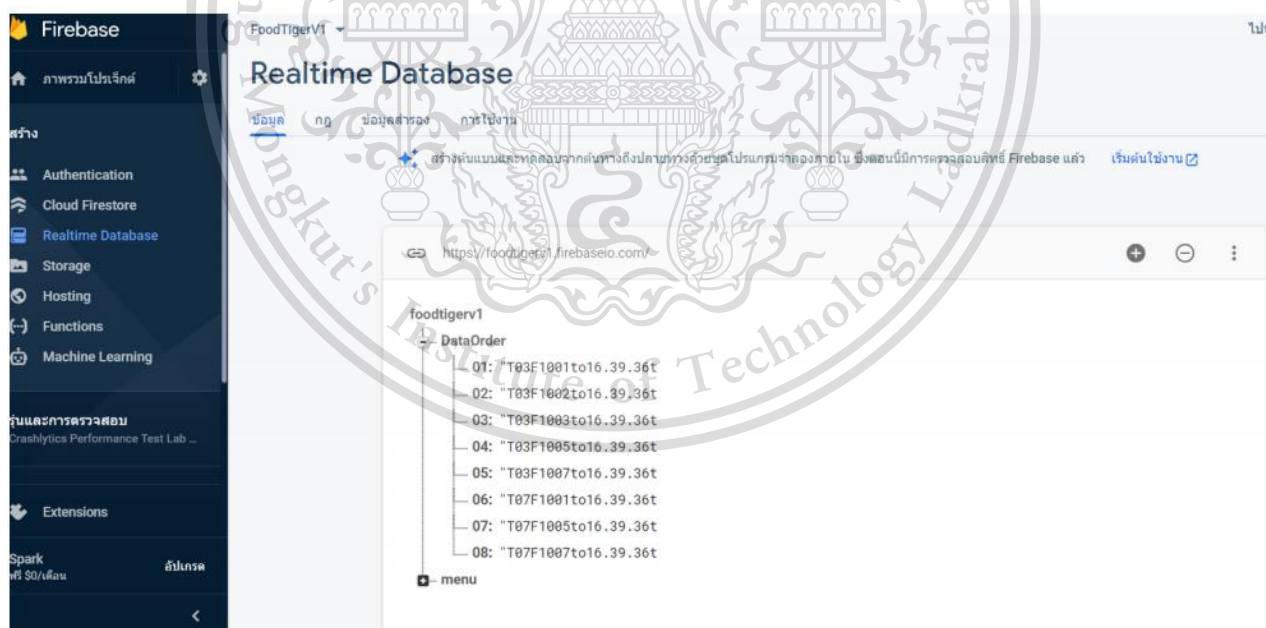 Firebase
ภาพรวมโปรเจ็กต์
สร้าง
Authentication
Cloud Firestore
Realtime Database
Storage
Hosting
Functions
Machine Learning
รุ่นและการตรวจสอบ
Crashlytics Performance Test Lab ...
Extensions
Spark
ฟรี $0/เดือน
อัปเกรด
FoodTigerV1
Realtime Database
ข้อมูล กฎ ข้อมูลสำรอง การใช้งาน
สร้างต้นแบบและทดสอบจากต้นทางถึงปลายทางด้วยชุดโปรแกรมจำลองภายใน ซึ่งตอนนี้มีการตรวจสอบสิทธิ์ Firebase แล้ว เริ่มต้นใช้งาน
https://foodtigerv1.firebaseio.com/
foodtigerv1
DataOrder
01: "T03F1001to16.39.36t
02: "T03F1002to16.39.36t
03: "T03F1003to16.39.36t
04: "T03F1005to16.39.36t
05: "T03F1007to16.39.36t
06: "T07F1001to16.39.36t
07: "T07F1005to16.39.36t
08: "T07F1007to16.39.36t
menu
Institute of Technology Ladkrab